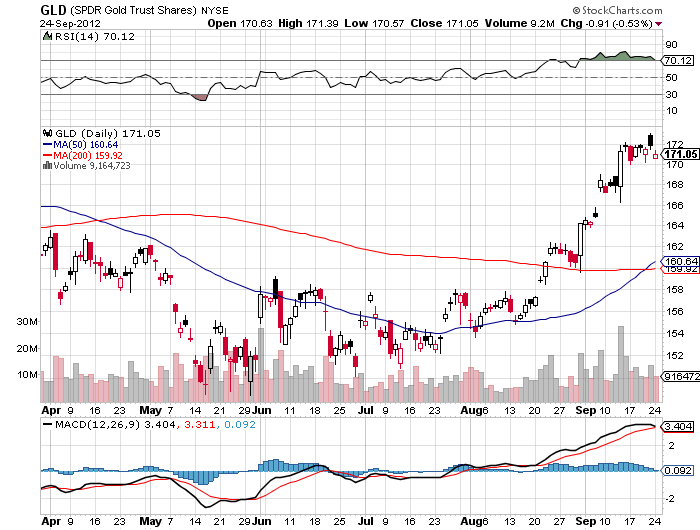 GLD (SPDR Gold Trust Shares) NYSE © StockCharts.com
24-Sep-2012 Open 170.63 High 171.39 Low 170.57 Close 171.05 Volume 9.2M Chg -0.91 (-0.53%)
RSI(14) 70.12
90
70.12
50
30
10
GLD (Daily) 171.05
MA(50) 160.64
MA(200) 159.92
Volume 9,164,723
172
171.05
170
168
166
164
162
160.64
159.92
158
156
154
152
150
30M
20M
10M
9164723
Apr 9 16 23 May 7 14 21 29 Jun 11 18 25 Jul 9 16 23 Aug 6 13 20 27 Sep 10 17 24
MACD(12,26,9) 3.404, 3.311, 0.092
3.404
2
0.092
-2
Apr 9 16 23 May 7 14 21 29 Jun 11 18 25 Jul 9 16 23 Aug 6 13 20 27 Sep 10 17 24